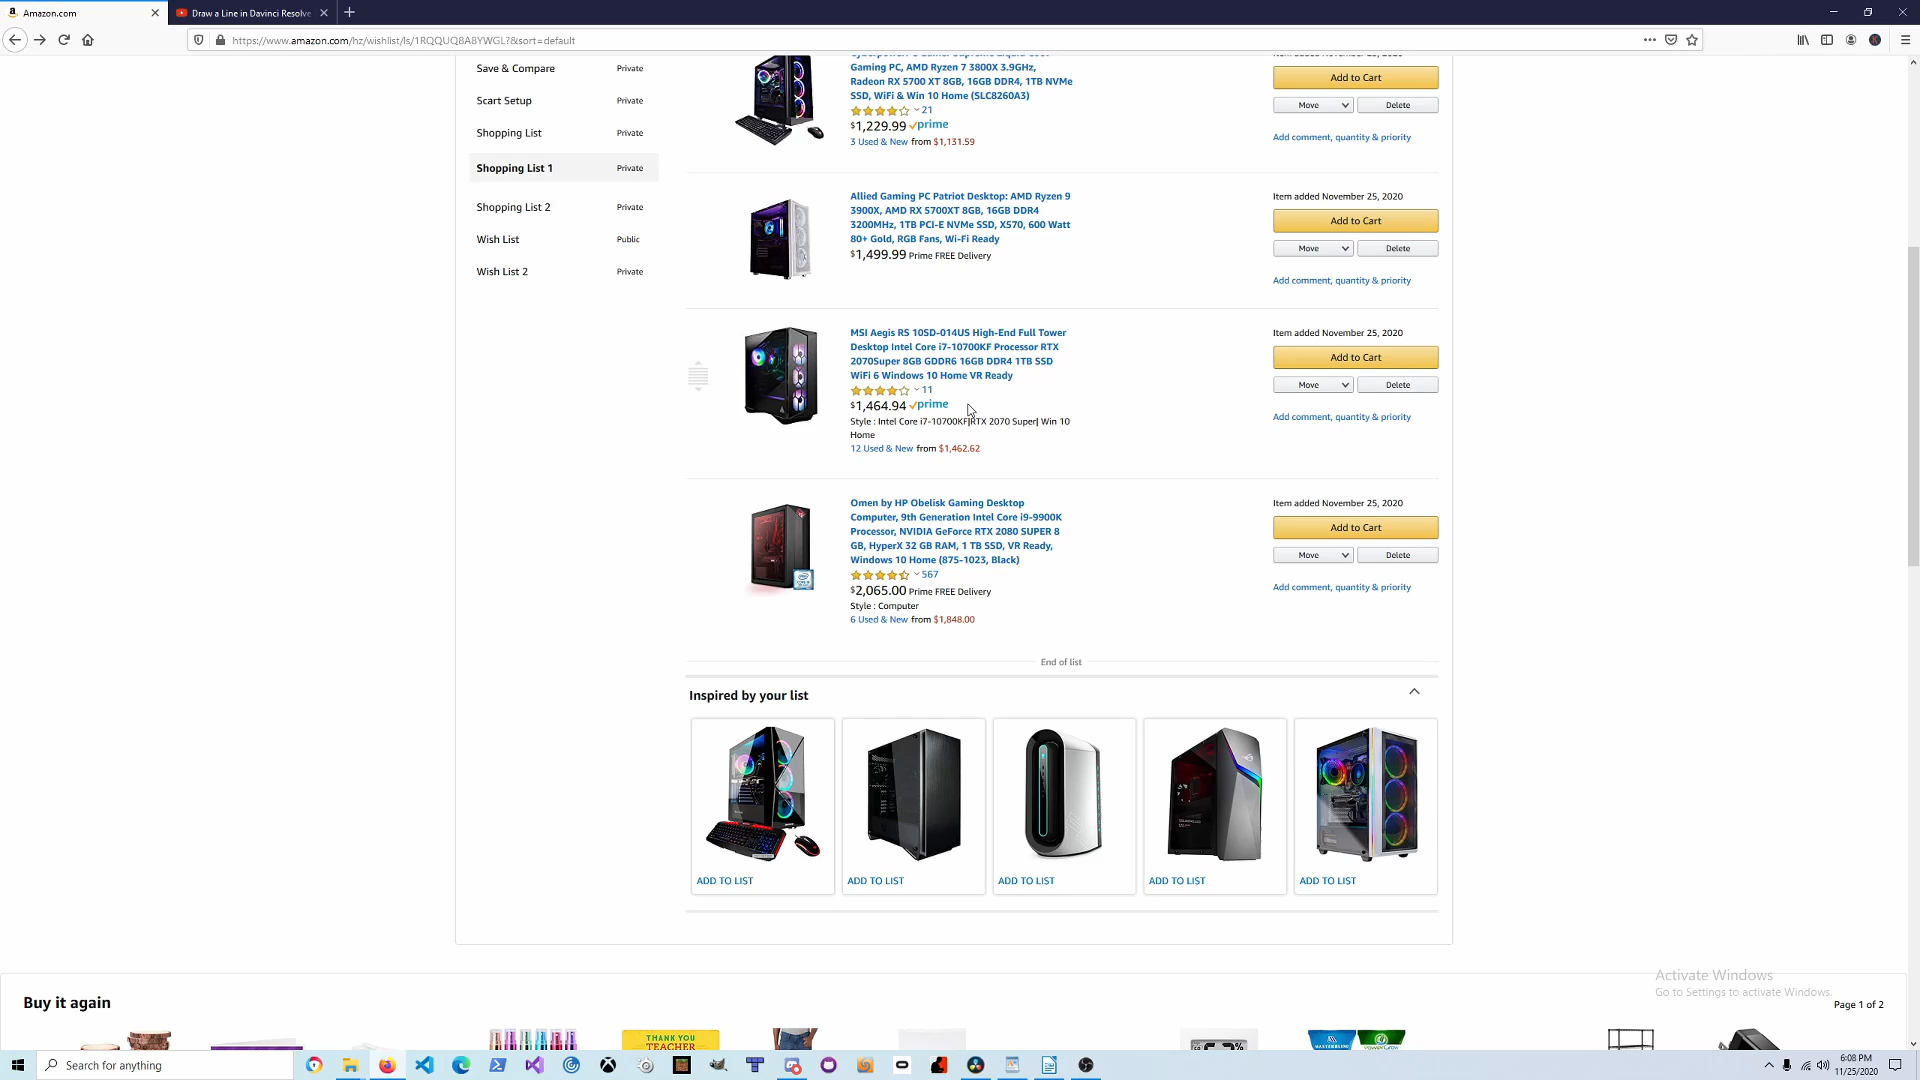 Amazon.com
Draw a Line in Davinci Resolve
https://www.amazon.com/hz/wishlist/ls/1RQQUQ8A8YWGL?&sort=default
Save & Compare Private
Scart Setup Private
Shopping List Private
Shopping List 1 Private
Shopping List 2 Private
Wish List Public
Wish List 2 Private
Gaming PC, AMD Ryzen 7 3800X 3.9GHz,
Radeon RX 5700 XT 8GB, 16GB DDR4, 1TB NVMe
SSD, WiFi & Win 10 Home (SLC8260A3)
21
$1,229.99 prime
3 Used & New from $1,131.59
Add to Cart
Move Delete
Add comment, quantity & priority
Allied Gaming PC Patriot Desktop: AMD Ryzen 9
3900X, AMD RX 5700XT 8GB, 16GB DDR4
3200MHz, 1TB PCI-E NVMe SSD, X570, 600 Watt
80+ Gold, RGB Fans, Wi-Fi Ready
$1,499.99 Prime FREE Delivery
Item added November 25, 2020
Add to Cart
Move Delete
Add comment, quantity & priority
MSI Aegis RS 10SD-014US High-End Full Tower
Desktop Intel Core i7-10700KF Processor RTX
2070Super 8GB GDDR6 16GB DDR4 1TB SSD
WiFi 6 Windows 10 Home VR Ready
11
$1,464.94 prime
Style : Intel Core i7-10700KF|RTX 2070 Super| Win 10
Home
12 Used & New from $1,462.62
Item added November 25, 2020
Add to Cart
Move Delete
Add comment, quantity & priority
Omen by HP Obelisk Gaming Desktop
Computer, 9th Generation Intel Core i9-9900K
Processor, NVIDIA GeForce RTX 2080 SUPER 8
GB, HyperX 32 GB RAM, 1 TB SSD, VR Ready,
Windows 10 Home (875-1023, Black)
567
$2,065.00 Prime FREE Delivery
Style : Computer
6 Used & New from $1,848.00
Item added November 25, 2020
Add to Cart
Move Delete
Add comment, quantity & priority
End of list
Inspired by your list
ADD TO LIST ADD TO LIST ADD TO LIST ADD TO LIST ADD TO LIST
Activate Windows
Go to Settings to activate Windows.
Buy it again Page 1 of 2
THANK YOU
TEACHER
Search for anything
6:08 PM
11/25/2020